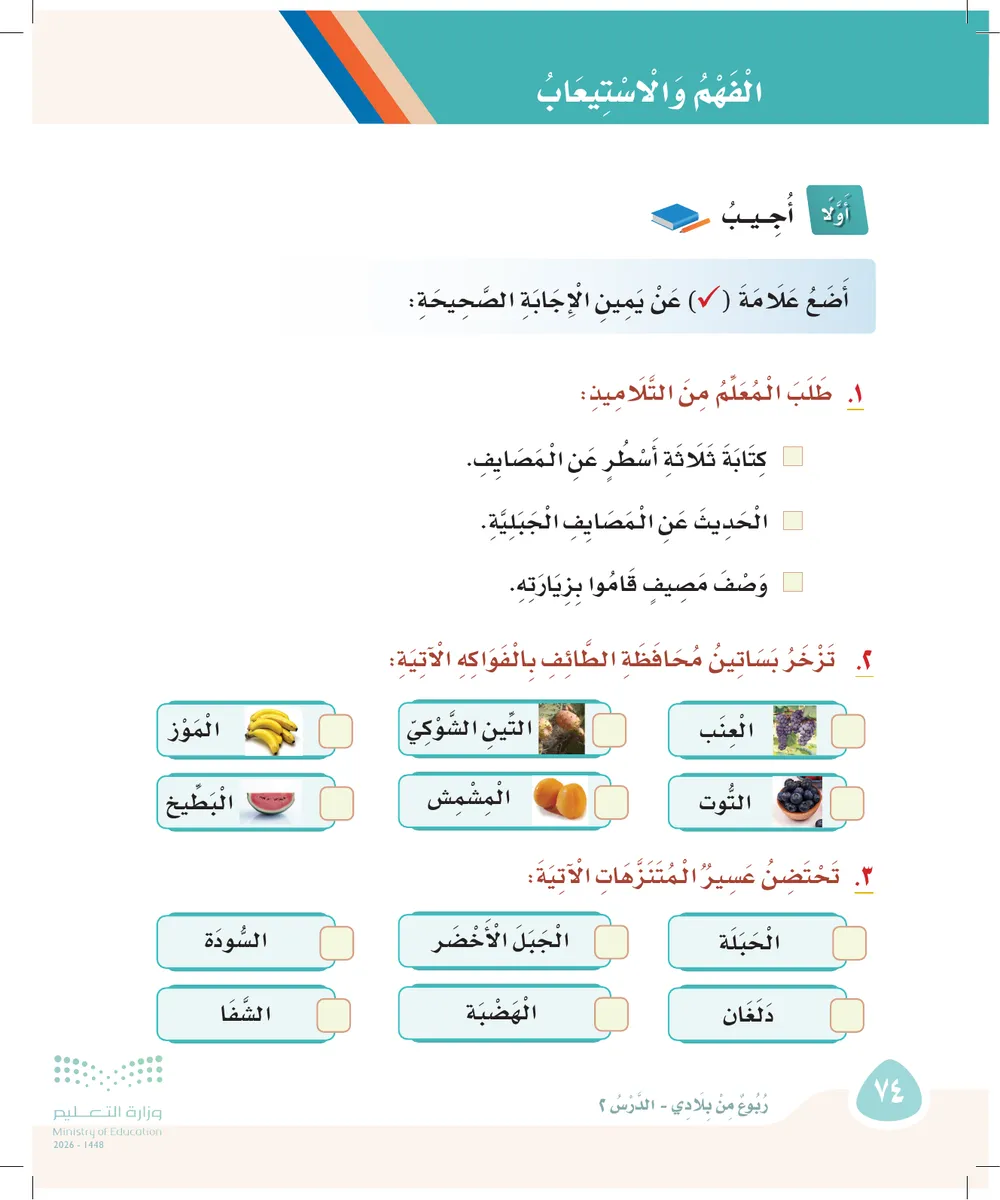 الْفَهْمُ وَالْاسْتِيعَابُ
أَوَّلًا
أُجِـيـبُ
أَضَعُ عَلَامَةَ (✓) عَنْ يَمِينِ الْإِجَابَةِ الصَّحِيحَةِ:
١. طَلَبَ الْمُعَلِّمُ مِنَ التَّلَامِيذِ:
كِتَابَةَ ثَلَاثَةِ أَسْطُرٍ عَنِ الْمَصَايِفِ.
الْحَدِيثَ عَنِ الْمَصَايِفِ الْجَبَلِيَّةِ.
وَصْفَ مَصِيفٍ قَامُوا بِزِيَارَتِهِ.
٢. تَزْخَرُ بَسَاتِينُ مُحَافَظَةِ الطَّائِفِ بِالْفَوَاكِهِ الْآتِيَةِ:
الْعِنَب
التِّينِ الشَّوْكِيّ
الْمَوْز
التُّوت
الْمِشْمِش
الْبَطِّيخ
٣. تَحْتَضِنُ عَسِيرُ الْمُتَنَزَّهَاتِ الْآتِيَةَ:
الْحَبَلَة
الْجَبَلَ الْأَخْضَر
السُّودَة
دَلَغَان
الْهَضْبَة
الشَّفَا
رُبُوعٌ مِنْ بِلَادِي - الدَّرْسُ ٢
٧٤
وزارة التعـلـيم
Ministry of Education
2026 - 1448